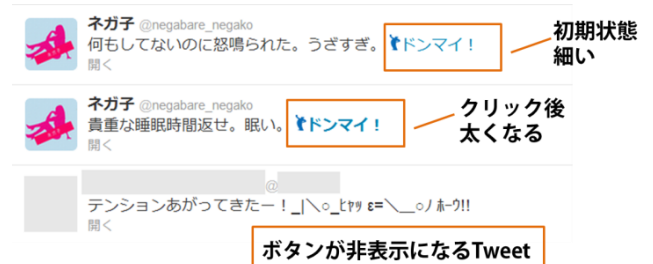 ネガ子 @negabare_negako
何もしてないのに怒鳴られた。うざすぎ。 ドンマイ！
開く
初期状態
細い
ネガ子 @negabare_negako
貴重な睡眠時間返せ。眠い。 ドンマイ！
開く
クリック後
太くなる
@
テンションあがってきたー！_|＼○_ﾋｬｯ ε=＼＿○ノ ﾎｰｳ!!
開く
ボタンが非表示になるTweet